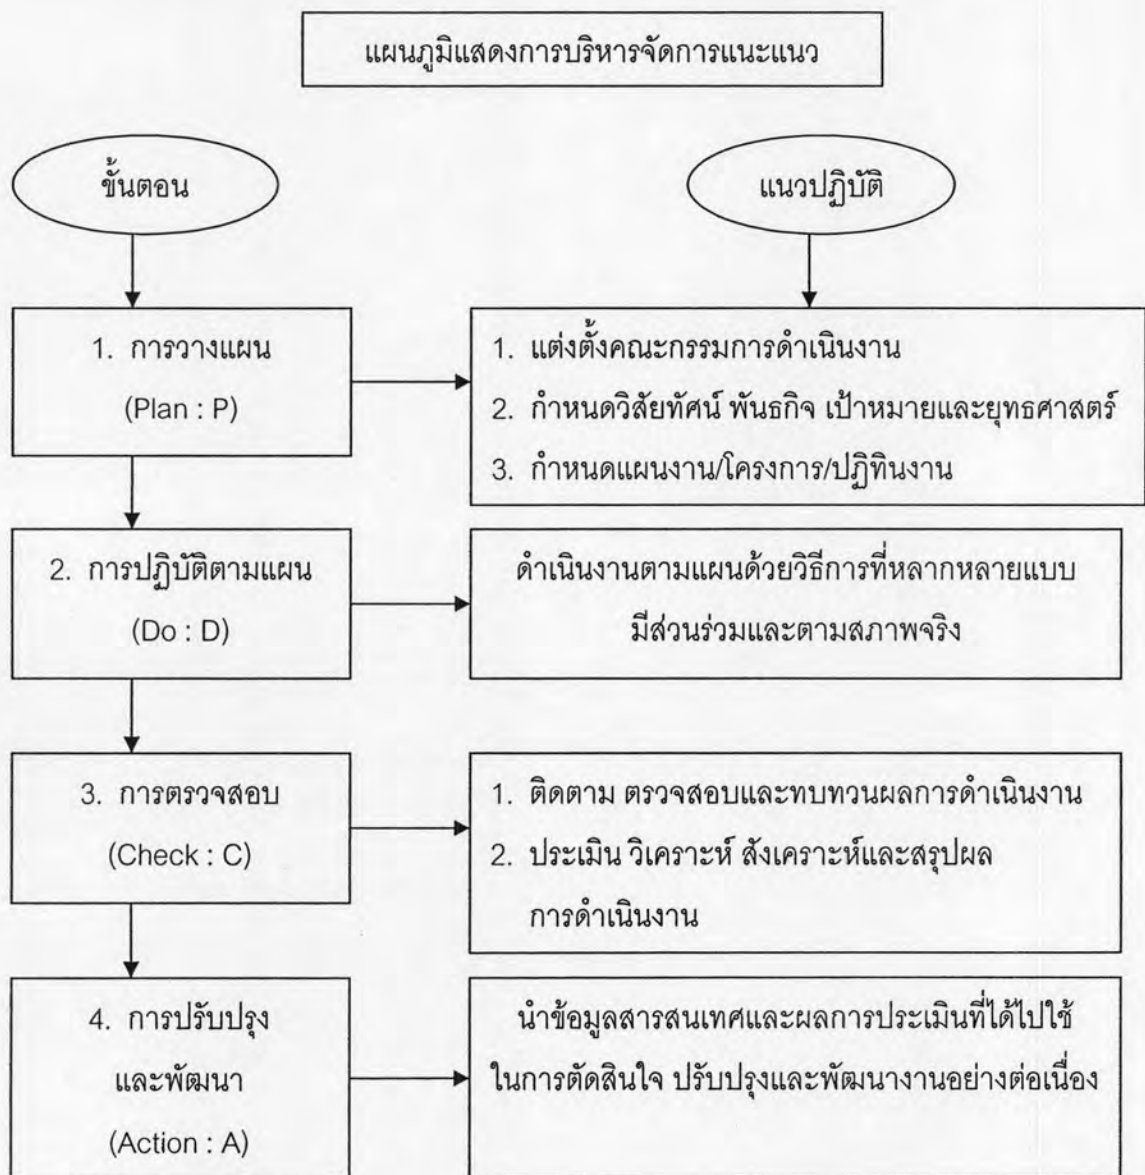 แผนภูมิแสดงการบริหารจัดการแนะแนว
ขั้นตอน
แนวปฏิบัติ
1. การวางแผน
(Plan : P)
1. แต่งตั้งคณะกรรมการดำเนินงาน
2. กำหนดวิสัยทัศน์ พันธกิจ เป้าหมายและยุทธศาสตร์
3. กำหนดแผนงาน/โครงการ/ปฏิทินงาน
2. การปฏิบัติตามแผน
(Do : D)
ดำเนินงานตามแผนด้วยวิธีการที่หลากหลายแบบ
มีส่วนร่วมและตามสภาพจริง
3. การตรวจสอบ
(Check : C)
1. ติดตาม ตรวจสอบและทบทวนผลการดำเนินงาน
2. ประเมิน วิเคราะห์ สังเคราะห์และสรุปผล
การดำเนินงาน
4. การปรับปรุง
และพัฒนา
(Action : A)
นำข้อมูลสารสนเทศและผลการประเมินที่ได้ไปใช้
ในการตัดสินใจ ปรับปรุงและพัฒนางานอย่างต่อเนื่อง